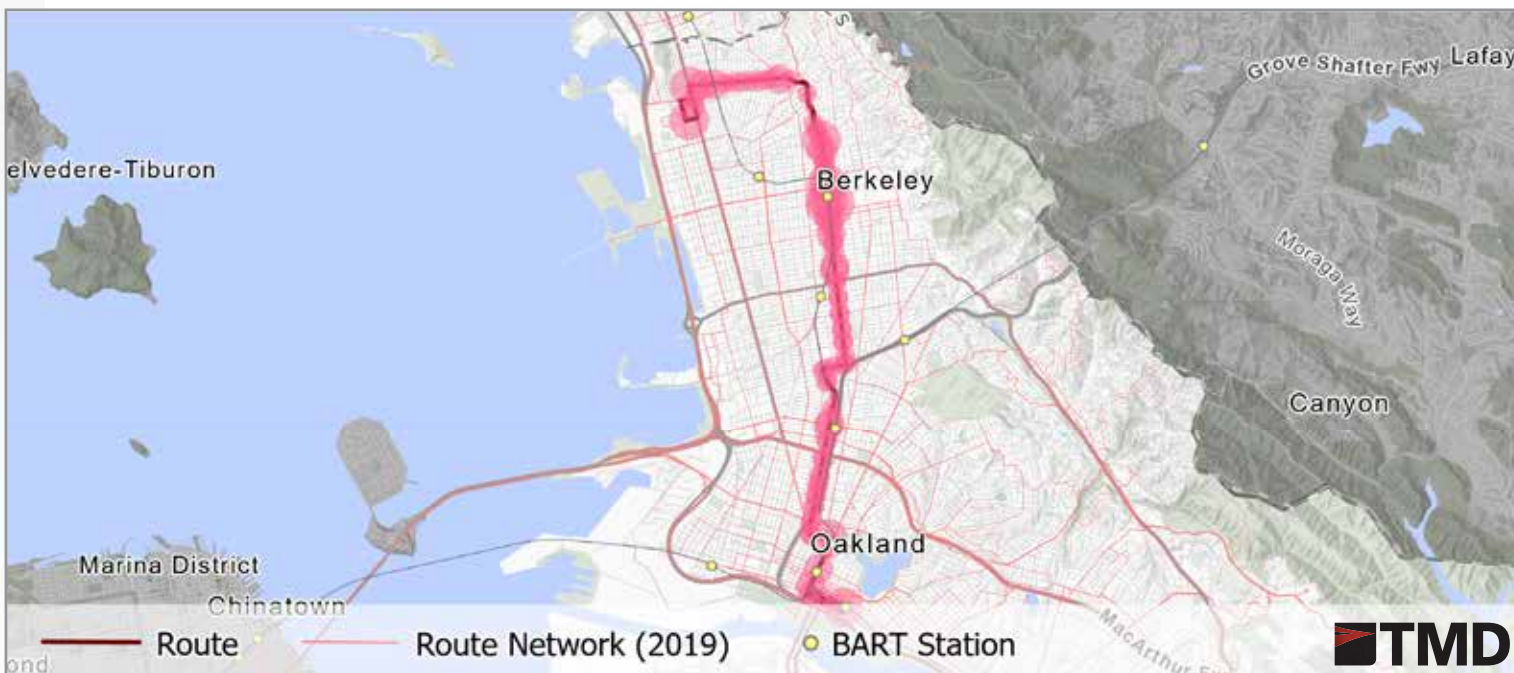 S
Grove Shafter Fwy
Lafay
elvedere-Tiburon
Berkeley
Moraga Way
Canyon
Oakland
Marina District
Chinatown
MacArthur F
Route
Route Network (2019)
BART Station
TMD
ond